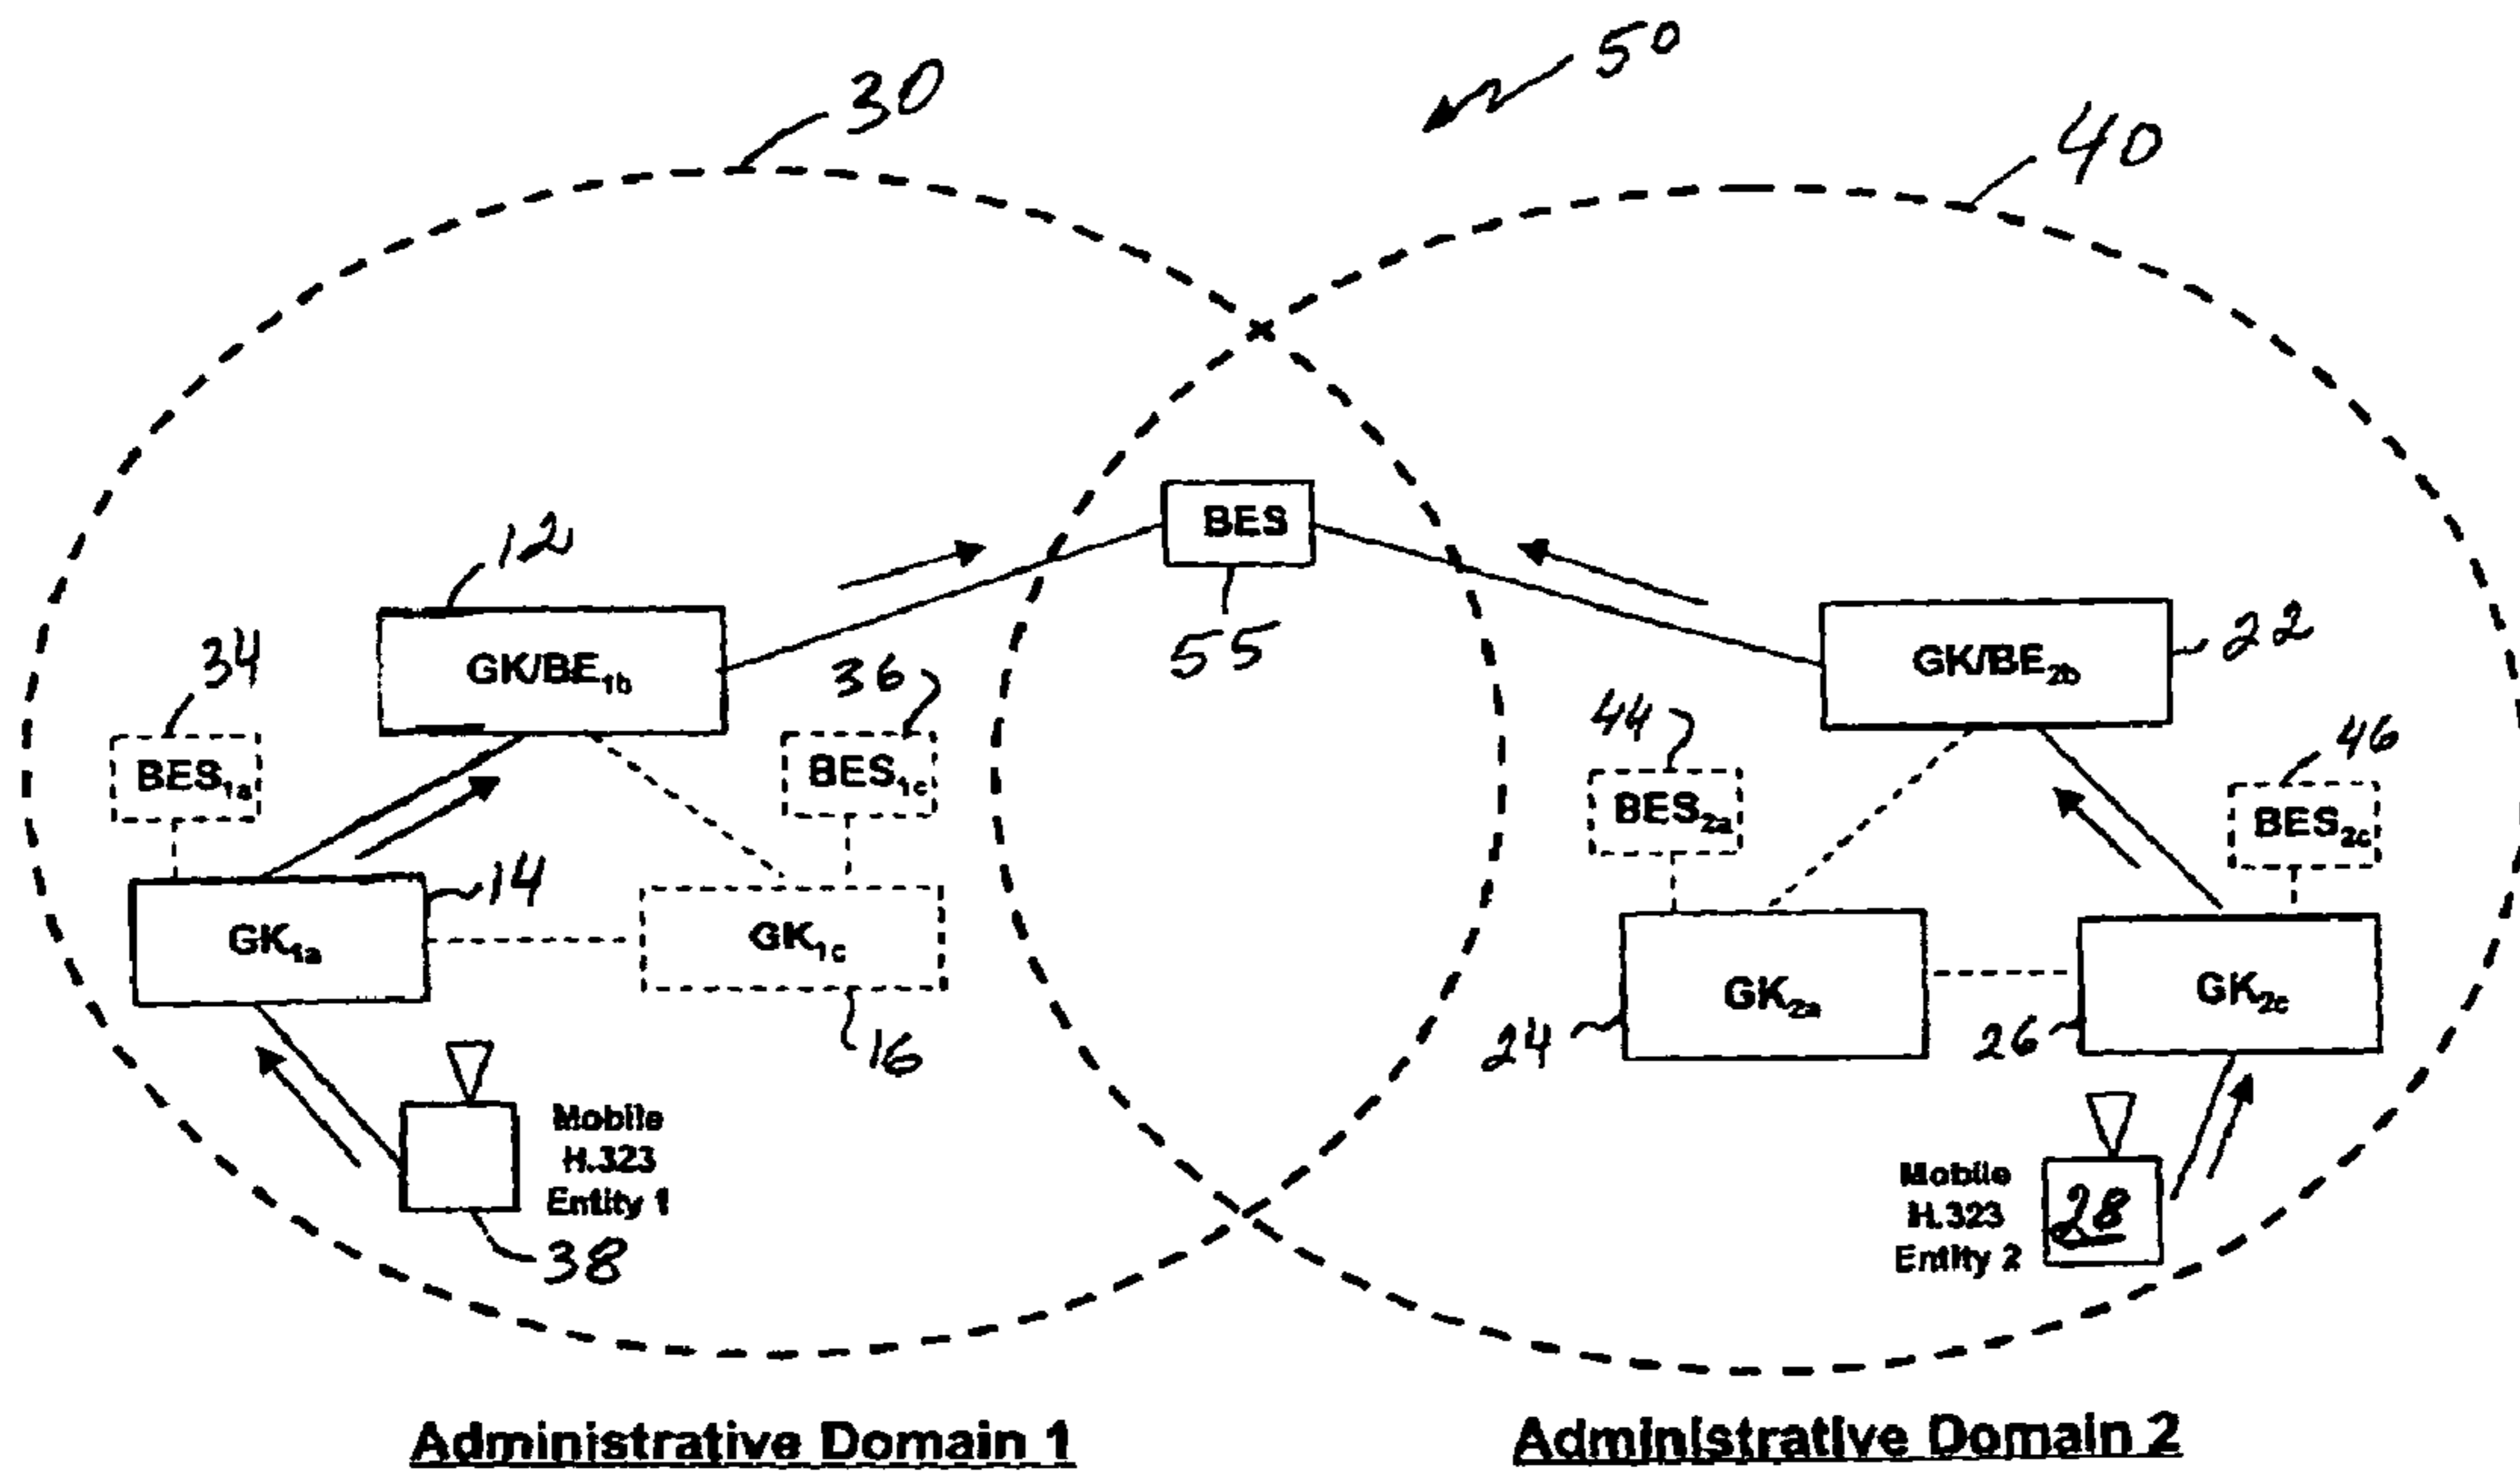 50
30
40
BES
55
12
GK/BE1b
34
36
BES1a
BES1c
14
GK1a
GK1c
16
Mobile
H.323
Entity 1
38
GK/BE2b
22
44
46
BES2a
BES2c
GK2a
GK2c
24
26
Mobile
H.323
Entity 2
28
Administrative Domain 1
Administrative Domain 2